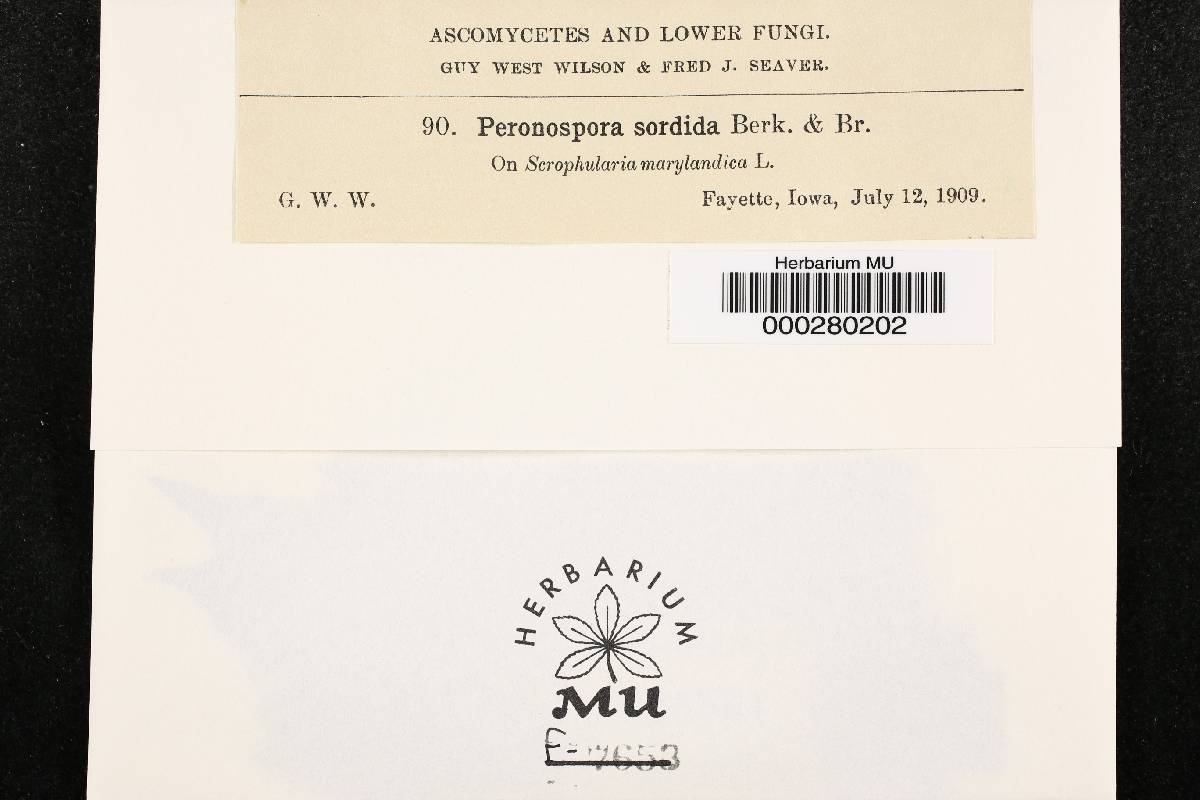 ASCOMYCETES AND LOWER FUNGI.
GUY WEST WILSON & FRED J. SEAVER.
90. Peronospora sordida Berk. & Br.
On Scrophularia marylandica L.
G. W. W. Fayette, Iowa, July 12, 1909.
Herbarium MU
000280202
HERBARIUM
MU
F-7653